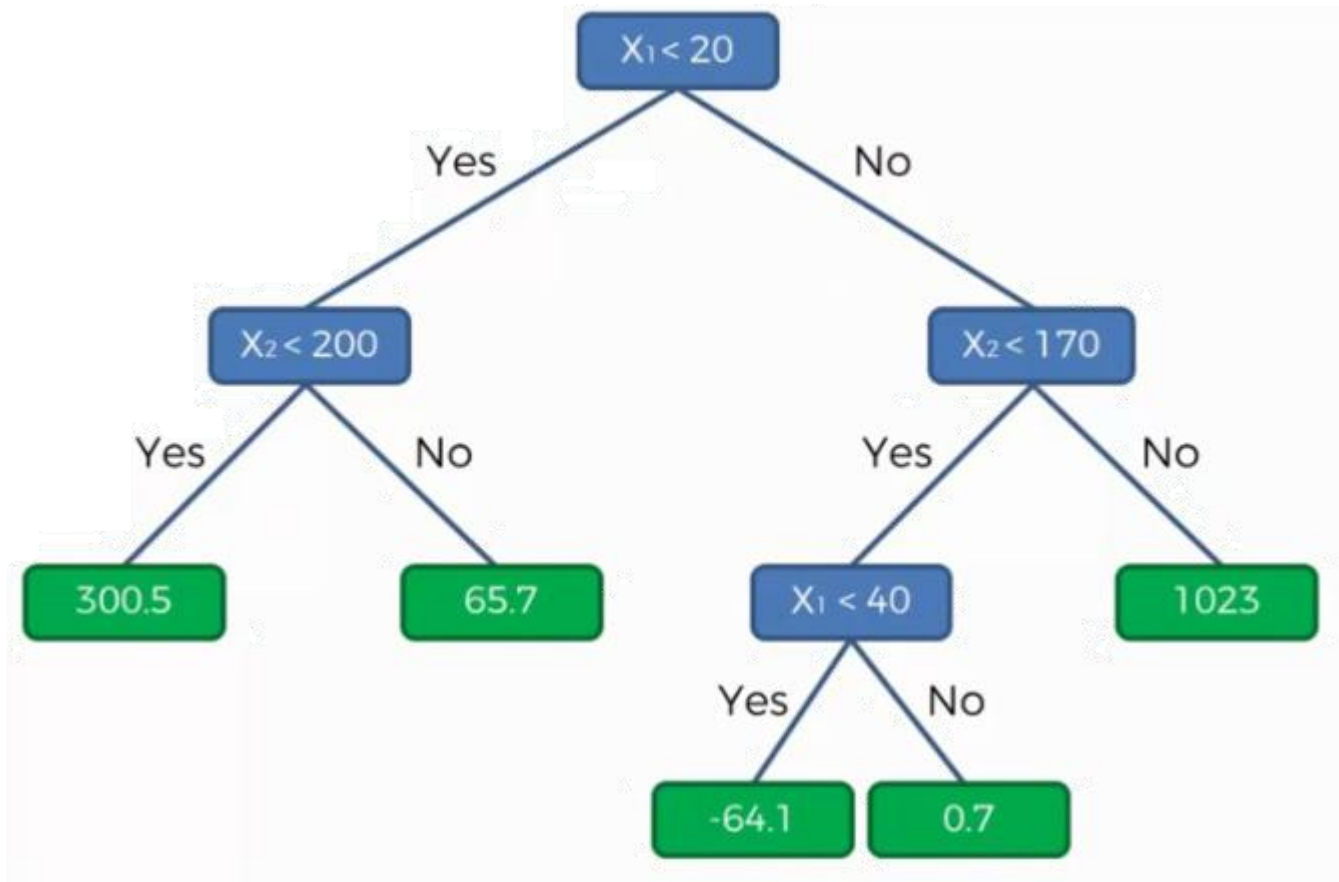 X₁ < 20
Yes
No
X₂ < 200
X₂ < 170
Yes
No
Yes
No
300.5
65.7
X₁ < 40
1023
Yes
No
-64.1
0.7